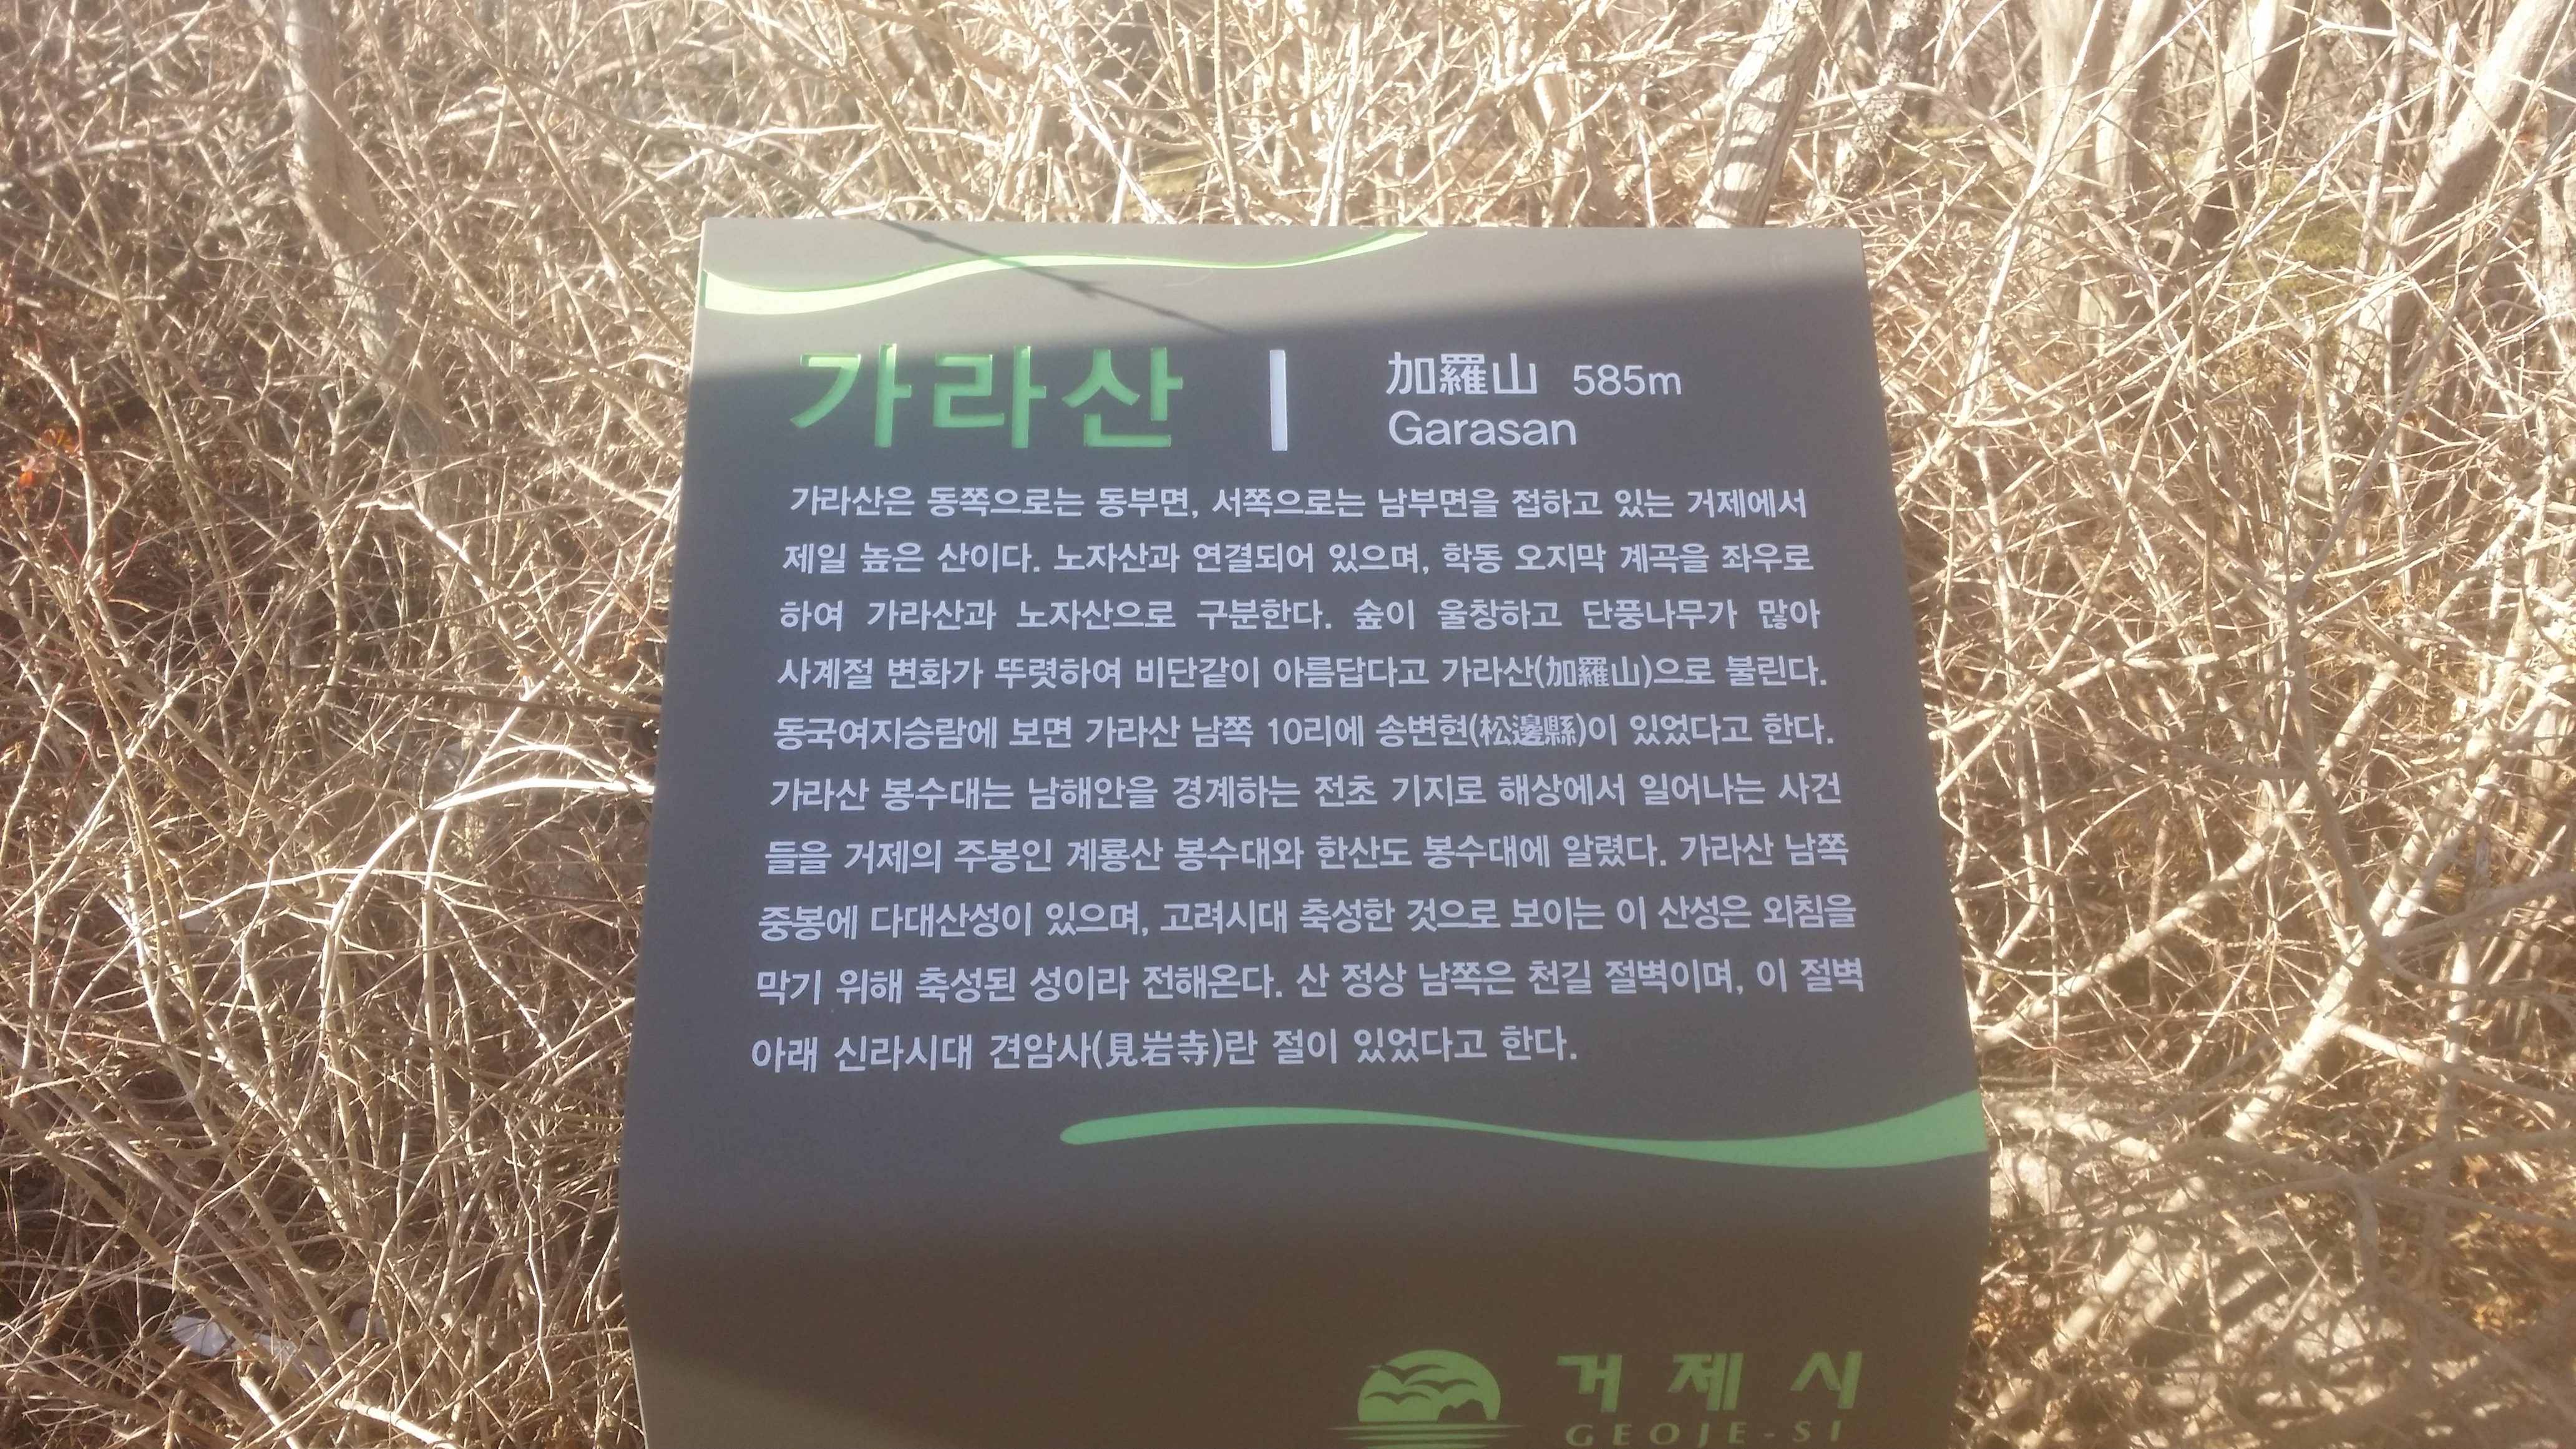 가라산
加羅山 585m
Garasan
가라산은 동쪽으로는 동부면, 서쪽으로는 남부면을 접하고 있는 거제에서
제일 높은 산이다. 노자산과 연결되어 있으며, 학동 오지막 계곡을 좌우로
하여 가라산과 노자산으로 구분한다. 숲이 울창하고 단풍나무가 많아
사계절 변화가 뚜렷하여 비단같이 아름답다고 가라산(加羅山)으로 불린다.
동국여지승람에 보면 가라산 남쪽 10리에 송변현(松邊縣)이 있었다고 한다.
가라산 봉수대는 남해안을 경계하는 전초 기지로 해상에서 일어나는 사건
들을 거제의 주봉인 계룡산 봉수대와 한산도 봉수대에 알렸다. 가라산 남쪽
중봉에 다대산성이 있으며, 고려시대 축성한 것으로 보이는 이 산성은 외침을
막기 위해 축성된 성이라 전해온다. 산 정상 남쪽은 천길 절벽이며, 이 절벽
아래 신라시대 견암사(見岩寺)란 절이 있었다고 한다.
거제시
GEOJE-SI